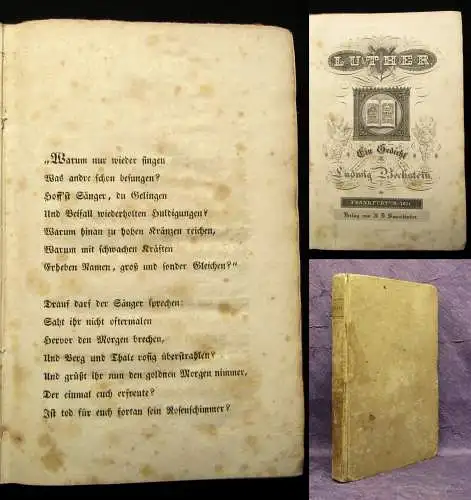 „Warum nur wieder singen
Was andre schon besungen?
Hoff'st Sänger, du Gelingen
Und Beifall wiederholten Huldigungen?
Warum hinan zu hohen Kränzen reichen,
Warum mit schwachen Kräften
Erheben Namen, groß und sonder Gleichen?“
Drauf darf der Sänger sprechen:
Saht ihr nicht oftermalen
Hervor den Morgen brechen,
Und Berg und Thale rosig überstrahlen?
Und grüßt ihr nun den goldnen Morgen nimmer,
Der einmal euch erfreute?
Ist tod für euch fortan sein Rosenschimmer?
LUTHER
Ein Gedicht
Ludwig Bechstein
FRANKFURT
Verlag von J. D. Sauerländer